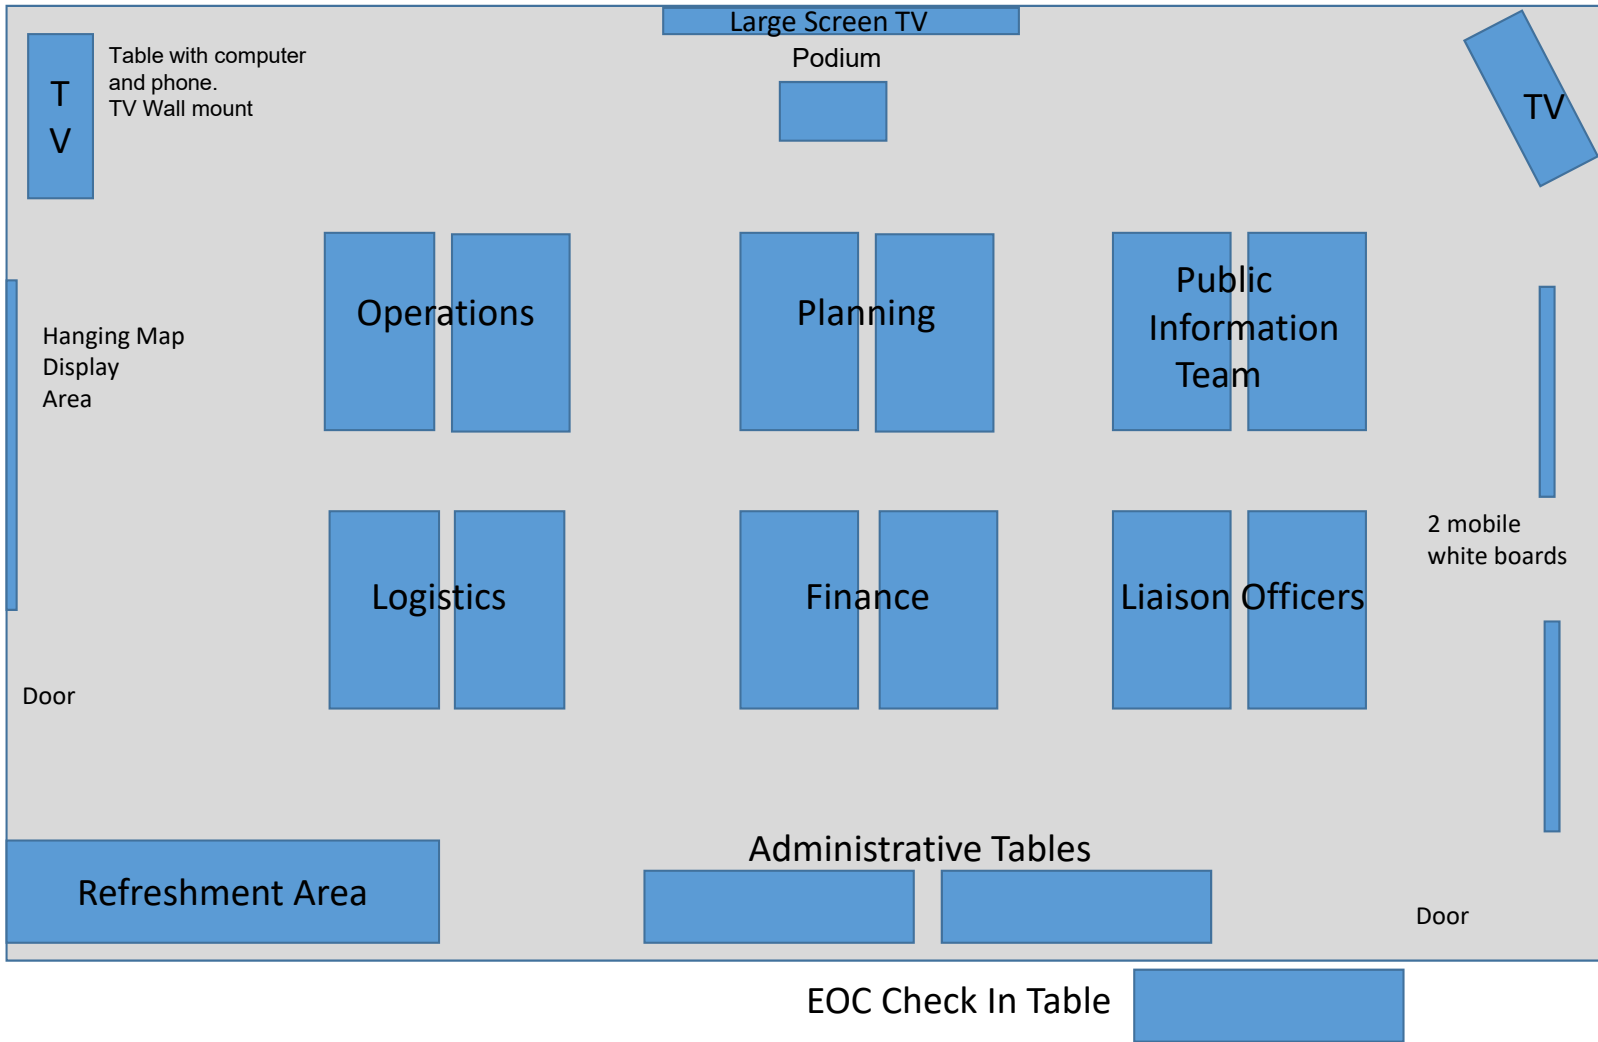 Large Screen TV
Podium
T
V
Table with computer
and phone.
TV Wall mount
TV
Operations
Planning
Public
Information
Team
Hanging Map
Display
Area
Logistics
Finance
Liaison Officers
2 mobile
white boards
Door
Administrative Tables
Refreshment Area
Door
EOC Check In Table